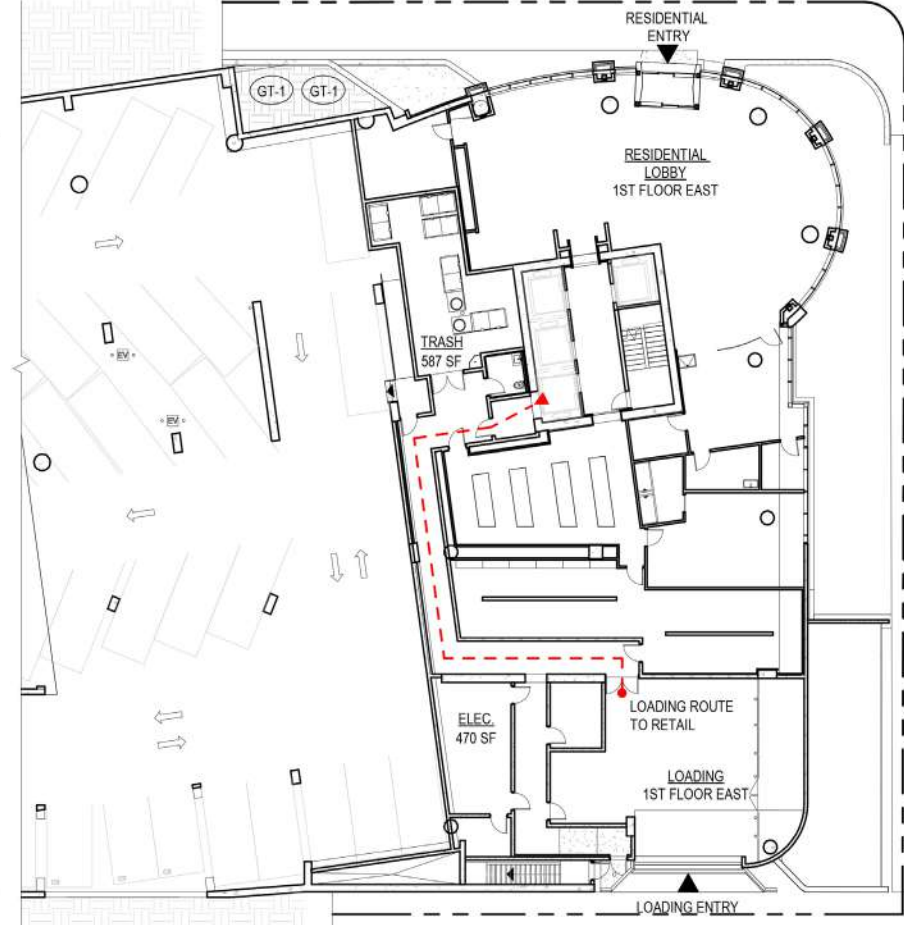 RESIDENTIAL
ENTRY
GT-1
GT-1
RESIDENTIAL
LOBBY
1ST FLOOR EAST
TRASH
587 SF
EV
EV
LOADING ROUTE
TO RETAIL
ELEC.
470 SF
LOADING
1ST FLOOR EAST
LOADING ENTRY